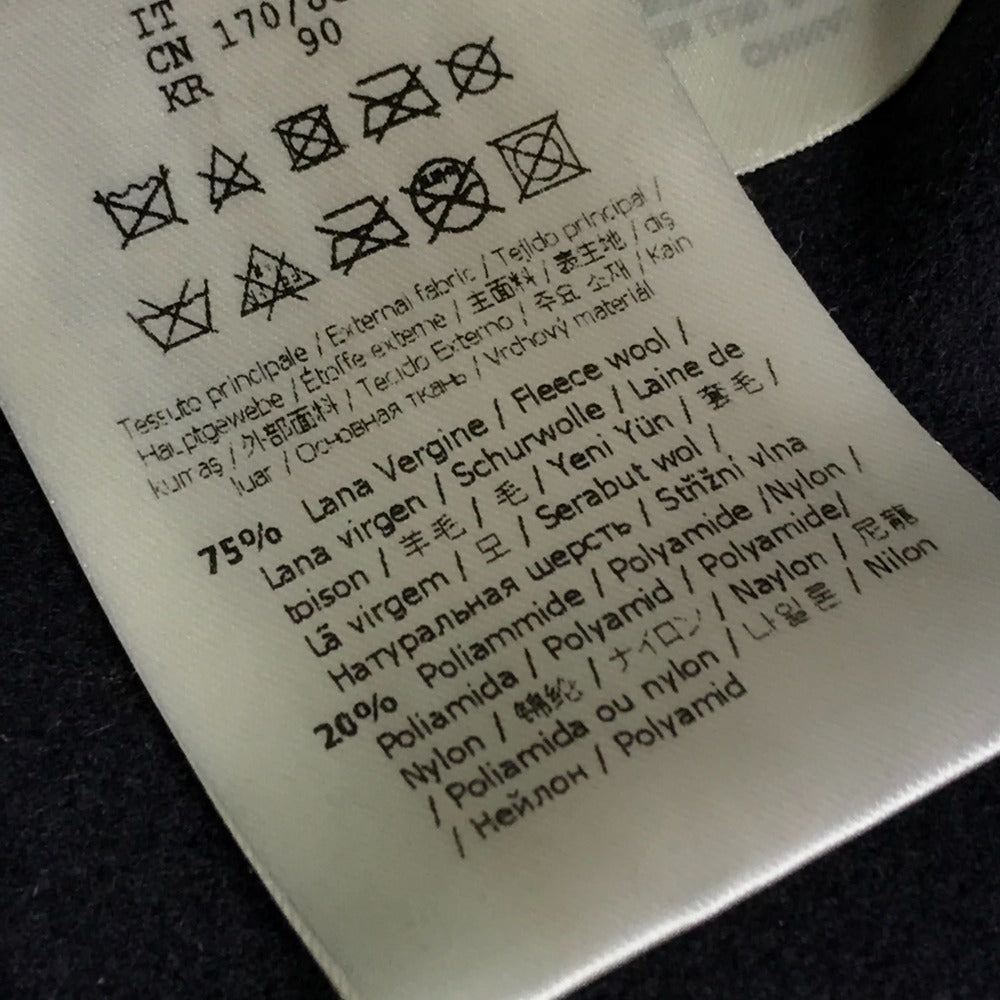 IT
CN 170/
KR 90
Tessuto principale / External fabric / Tejido principal /
Hauptgewebe / Étoffe externe / 主面料 / 表生地 / dış
kumaş / 外部面料 / Tecido Externo / 주요 소재 / Kain
luar / Основная ткань / Vrchový materiál
75% Lana Vergine / Fleece wool /
Lana virgen / Schurwolle / Laine de
toison / 羊毛 / 毛 / Yeni Yün / 套毛 /
Lã virgem / 모 / Serabut wol /
Натуральная шерсть / Střižní vlna
20% Poliammide / Polyamide /Nylon /
Poliamida / Polyamid / Polyamide/
Nylon / 锦纶 / ナイロン / Naylon / 尼龍
/ Poliamida ou nylon / 나일론 / Nilon
/ Нейлон / Polyamid